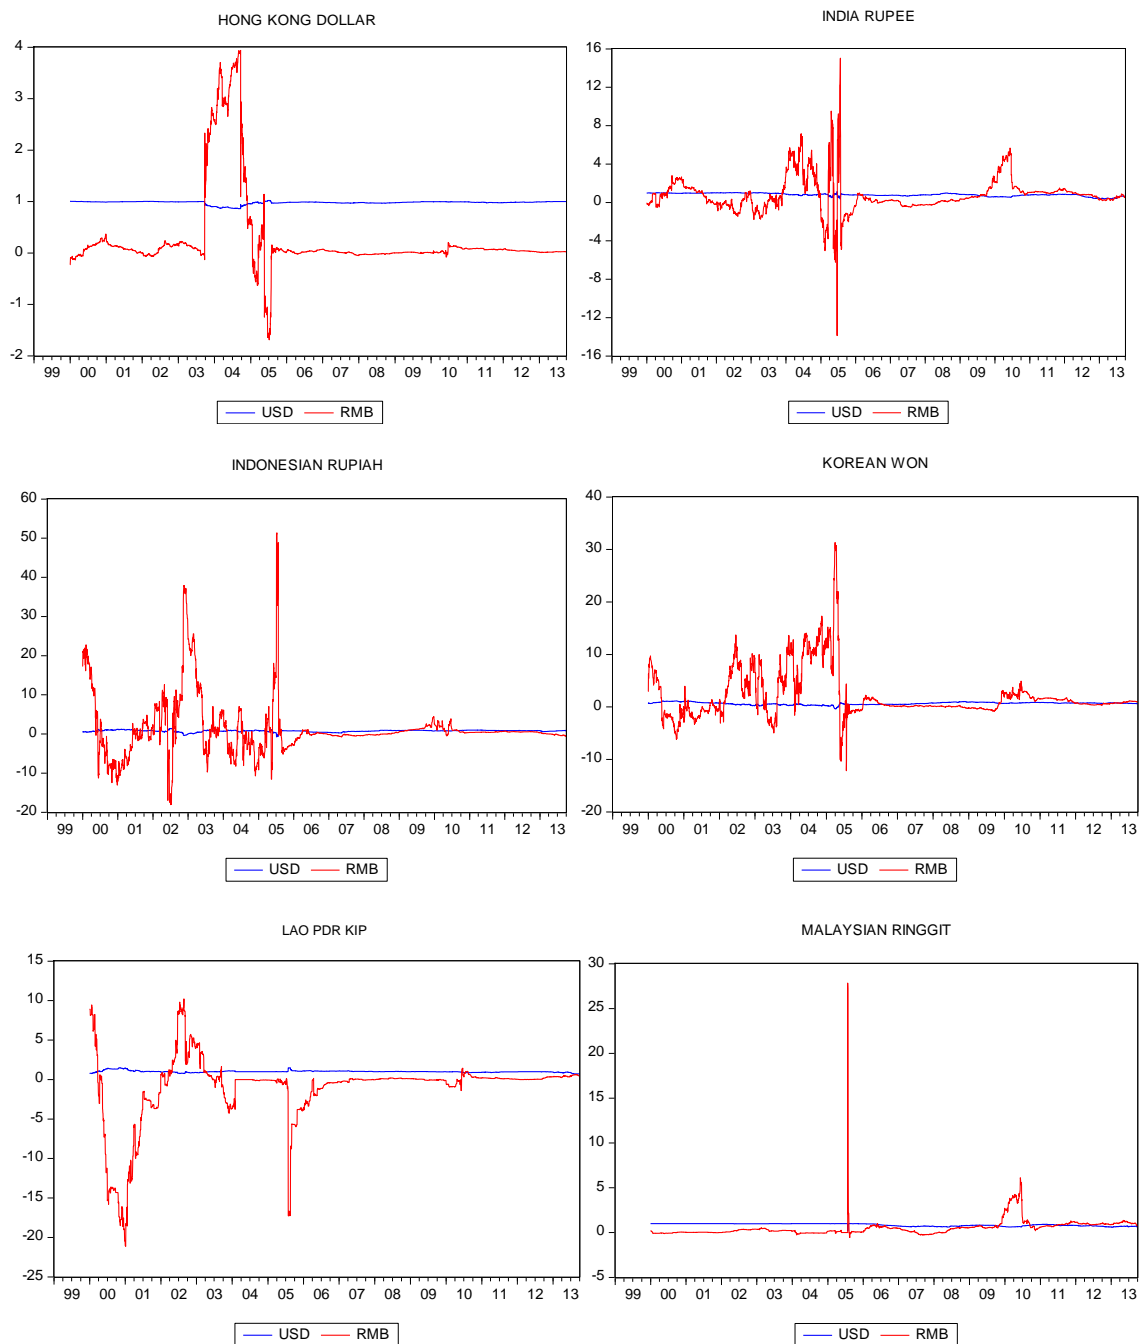 HONG KONG DOLLAR
4
3
2
1
0
-1
-2
99 00 01 02 03 04 05 06 07 08 09 10 11 12 13
USD RMB
INDIA RUPEE
16
12
8
4
0
-4
-8
-12
-16
99 00 01 02 03 04 05 06 07 08 09 10 11 12 13
USD RMB
INDONESIAN RUPIAH
60
50
40
30
20
10
0
-10
-20
99 00 01 02 03 04 05 06 07 08 09 10 11 12 13
USD RMB
KOREAN WON
40
30
20
10
0
-10
-20
99 00 01 02 03 04 05 06 07 08 09 10 11 12 13
USD RMB
LAO PDR KIP
15
10
5
0
-5
-10
-15
-20
-25
99 00 01 02 03 04 05 06 07 08 09 10 11 12 13
USD RMB
MALAYSIAN RINGGIT
30
25
20
15
10
5
0
-5
99 00 01 02 03 04 05 06 07 08 09 10 11 12 13
USD RMB